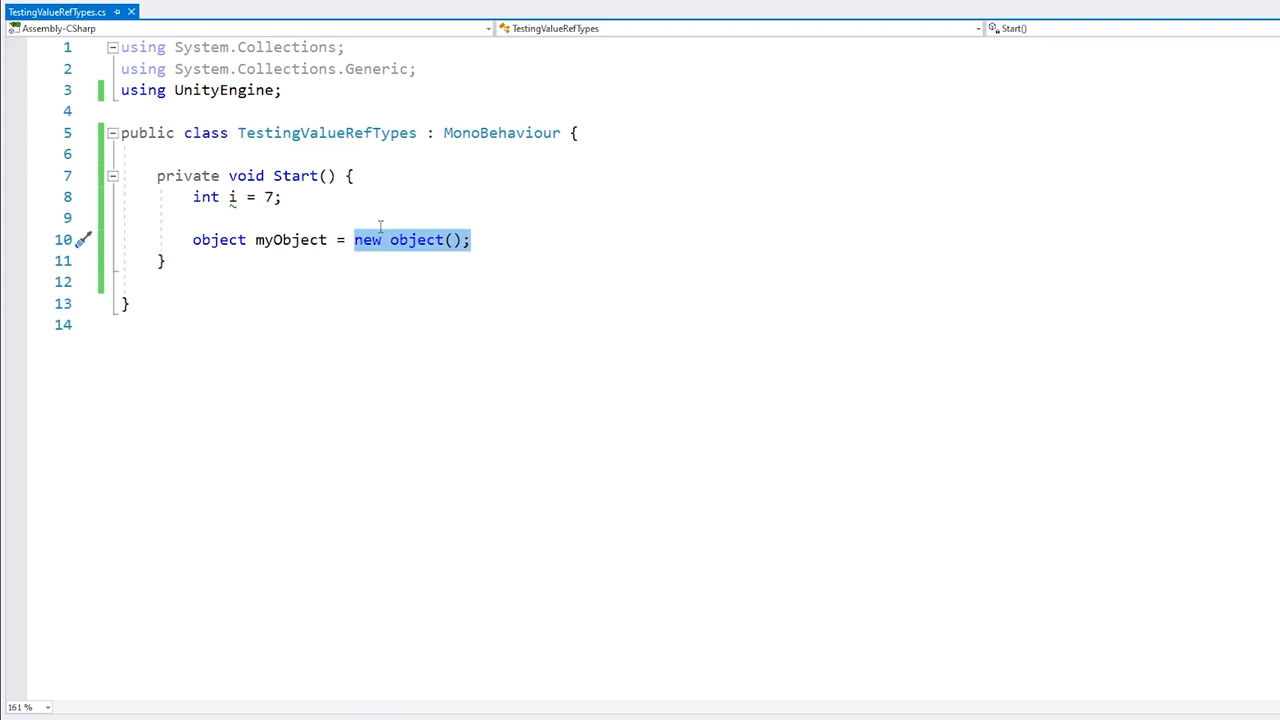 TestingValueRefTypes.cs
Assembly-CSharp TestingValueRefTypes Start()
1 using System.Collections;
2 using System.Collections.Generic;
3 using UnityEngine;
4
5 public class TestingValueRefTypes : MonoBehaviour {
6
7 private void Start() {
8 int i = 7;
9
10 object myObject = new object();
11 }
12
13 }
14
161 %